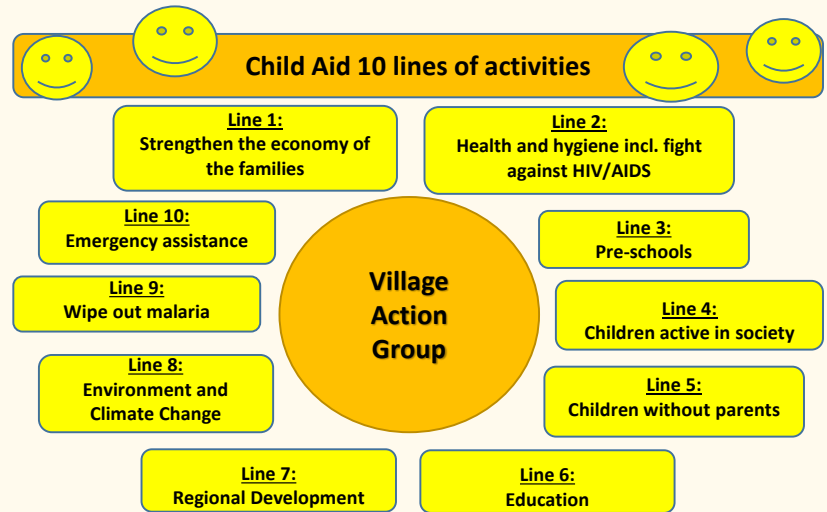 Child Aid 10 lines of activities
Line 1:
Strengthen the economy of
the families
Line 2:
Health and hygiene incl. fight
against HIV/AIDS
Line 10:
Emergency assistance
Line 3:
Pre-schools
Line 9:
Wipe out malaria
Village
Action
Group
Line 4:
Children active in society
Line 8:
Environment and
Climate Change
Line 5:
Children without parents
Line 7:
Regional Development
Line 6:
Education